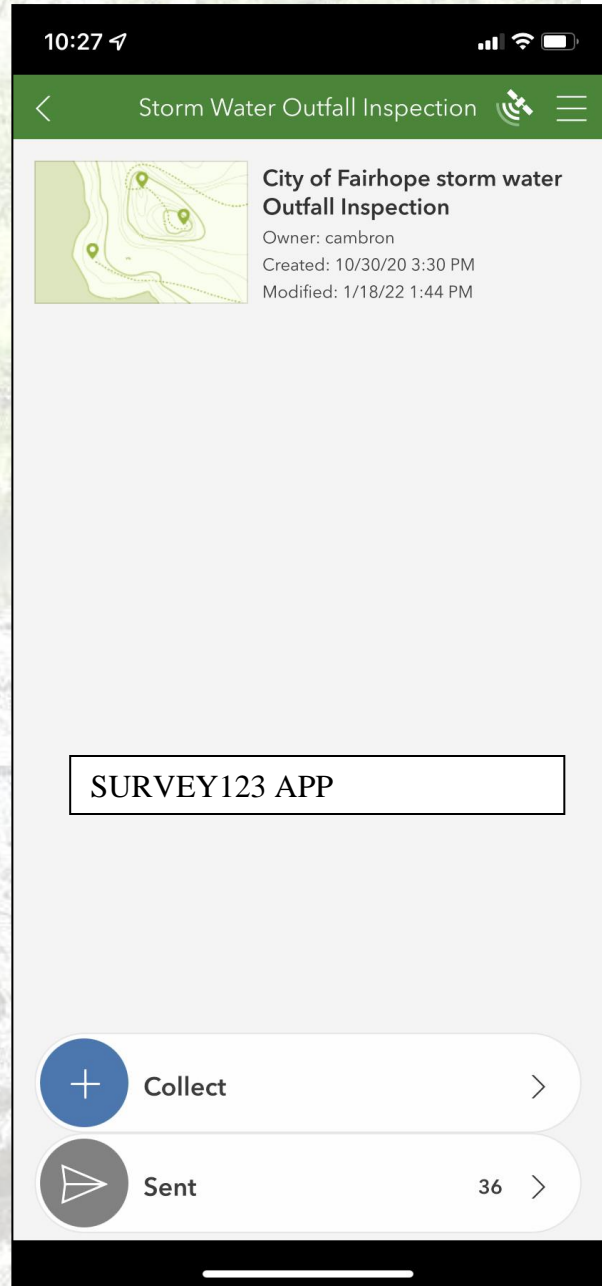 10:27
Storm Water Outfall Inspection
City of Fairhope storm water
Outfall Inspection
Owner: cambron
Created: 10/30/20 3:30 PM
Modified: 1/18/22 1:44 PM
SURVEY123 APP
Collect
Sent 36